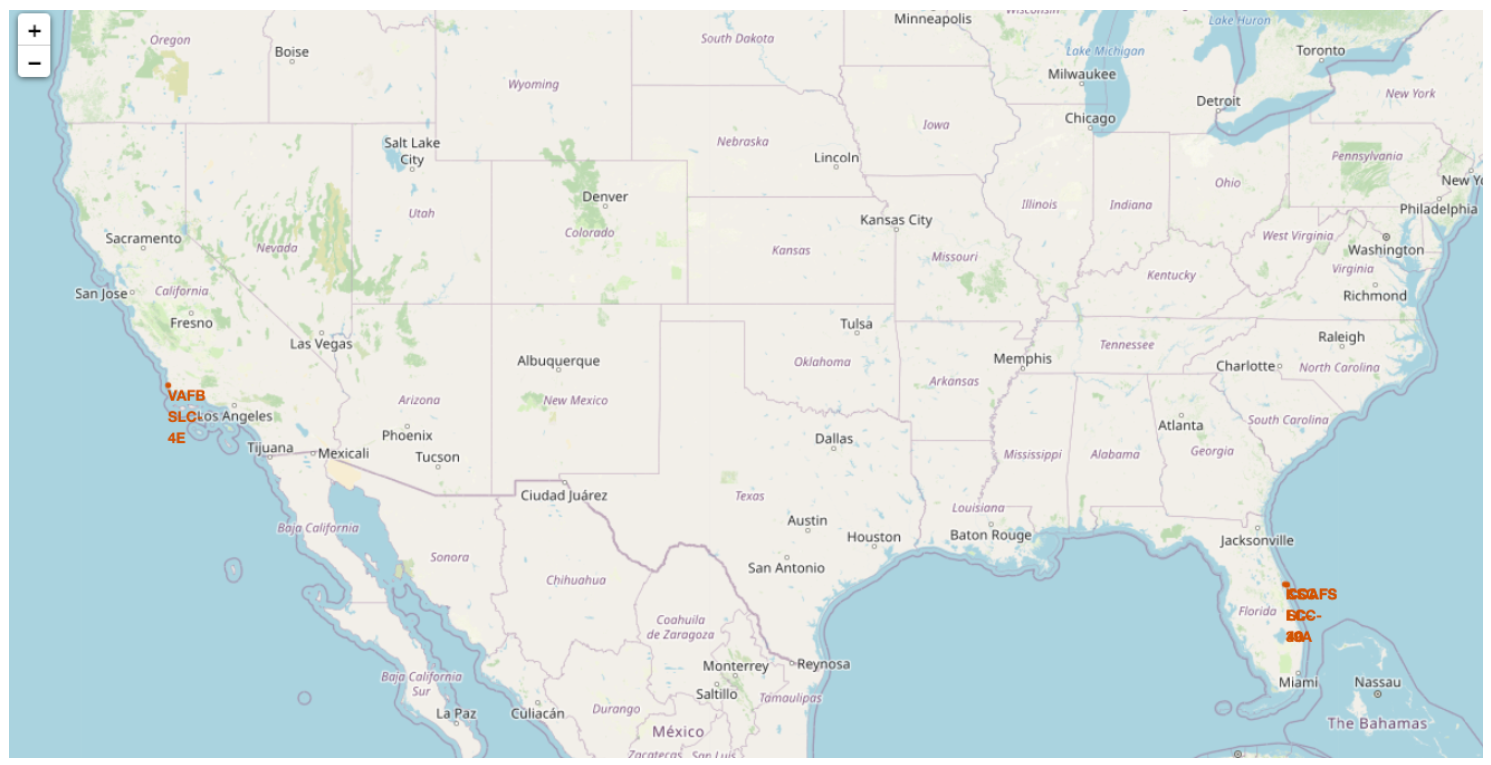 +
−
Minneapolis
Wisconsin
Lake Huron
Oregon
Boise
South Dakota
Lake Michigan
Toronto
Milwaukee
Wyoming
New York
Detroit
Chicago
Iowa
Salt Lake
City
Nebraska
Lincoln
Pennsylvania
Ohio
New Yo
Denver
Utah
Illinois
Indiana
Philadelphia
Kansas City
Colorado
Sacramento
Nevada
Kansas
Missouri
West Virginia
Washington
Kentucky
Virginia
San Jose
California
Richmond
Fresno
Tulsa
Las Vegas
Raleigh
Tennessee
Albuquerque
Oklahoma
Memphis
Charlotte
North Carolina
Arkansas
VAFB
SLC-
4E
Los Angeles
Arizona
New Mexico
South Carolina
Atlanta
Phoenix
Dallas
Tijuana
Mexicali
Tucson
Mississippi
Alabama
Georgia
Ciudad Juárez
Texas
Louisiana
Austin
Baja California
Houston
Baton Rouge
Jacksonville
Sonora
San Antonio
Chihuahua
Florida
Coahuila
de Zaragoza
Monterrey
Reynosa
Baja California
Sur
Saltillo
Tamaulipas
Miami
Nassau
La Paz
Culiacán
Durango
The Bahamas
México
Zacatecas
San Luis